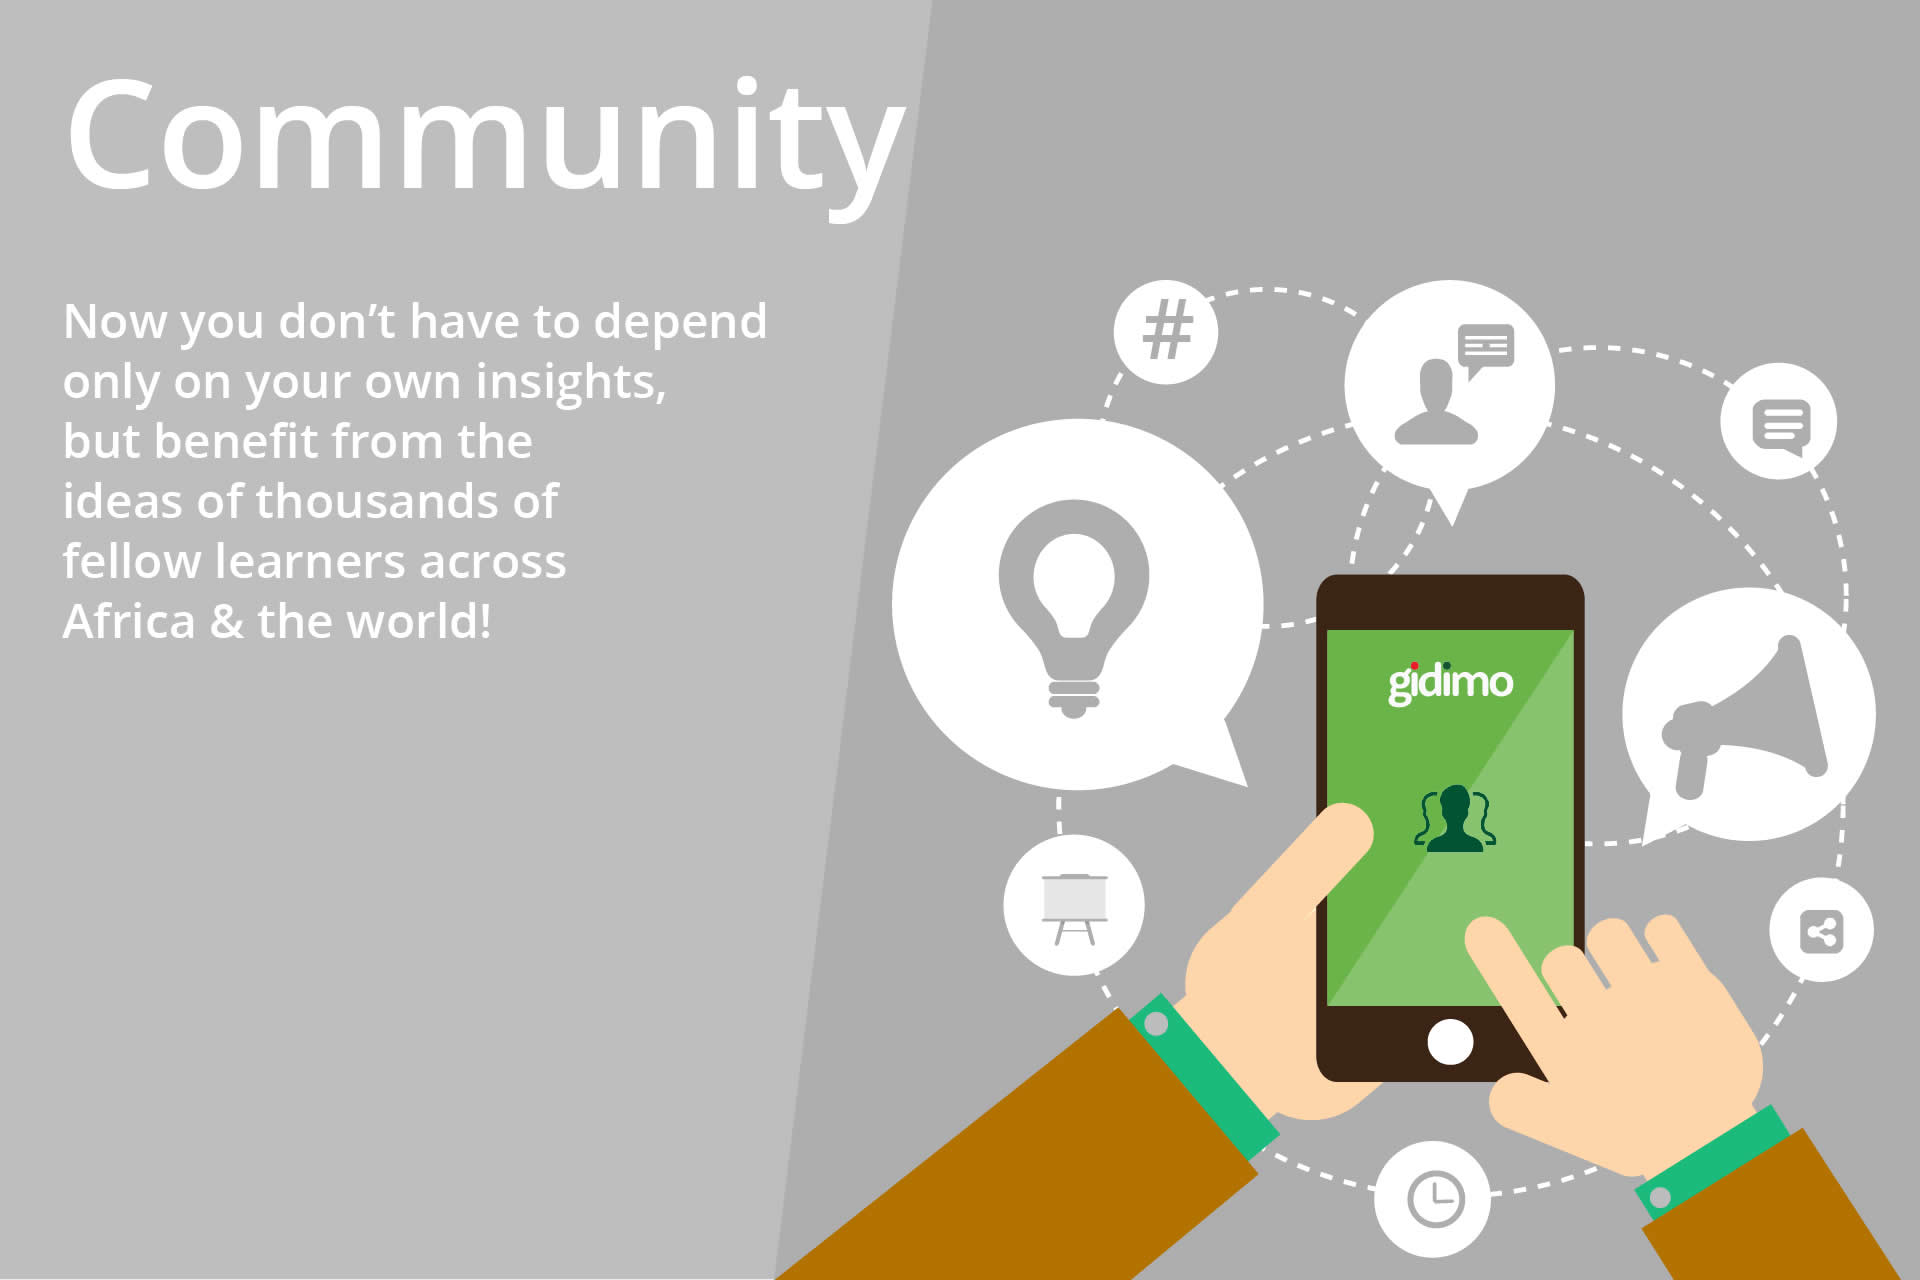 Community
Now you don’t have to depend
only on your own insights,
but benefit from the
ideas of thousands of
fellow learners across
Africa & the world!
#
gidimo